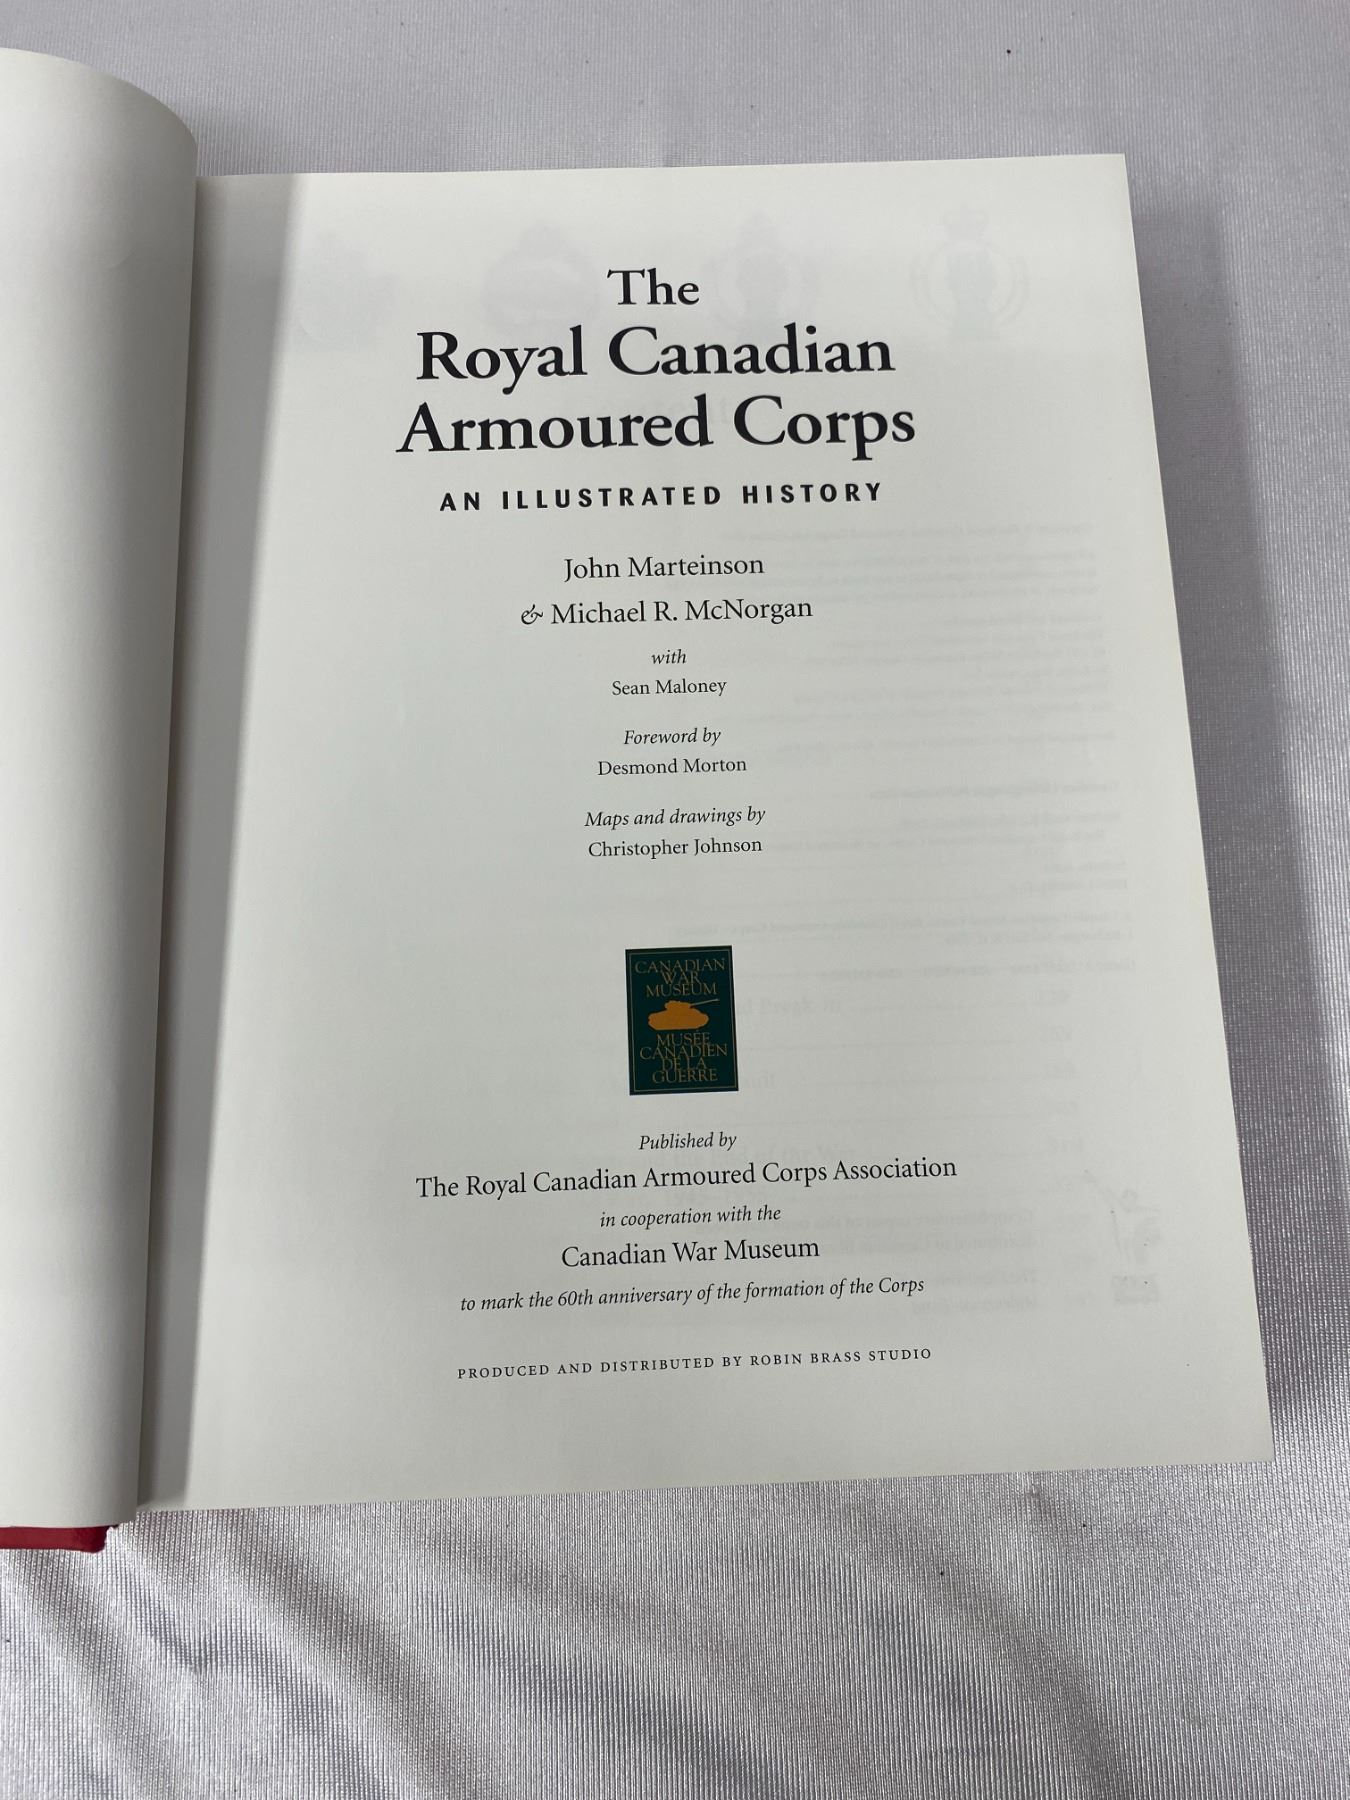 The
Royal Canadian
Armoured Corps
AN ILLUSTRATED HISTORY
John Marteinson
& Michael R. McNorgan
with
Sean Maloney
Foreword by
Desmond Morton
Maps and drawings by
Christopher Johnson
CANADIAN
WAR
MUSEUM
MUSÉE
CANADIEN
DE LA
GUERRE
Published by
The Royal Canadian Armoured Corps Association
in cooperation with the
Canadian War Museum
to mark the 60th anniversary of the formation of the Corps
PRODUCED AND DISTRIBUTED BY ROBIN BRASS STUDIO